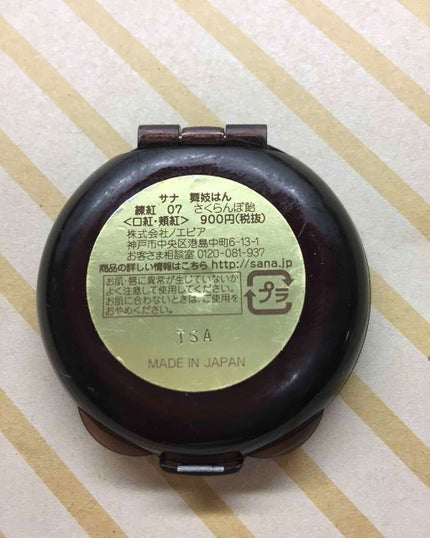 サナ 舞妓はん
練紅 07 さくらんぼ飴
<口紅・頬紅> 900円(税抜)
株式会社ノエビア
神戸市中央区港島中町6-13-1
お客さま相談室 0120-081-937
商品の詳しい情報はこちら http://sana.jp
お肌・唇に異常が生じていないか
よく注意して使用してください。
お肌に合わないときは、ご使用を
おやめください。
プラ
TSA
MADE IN JAPAN